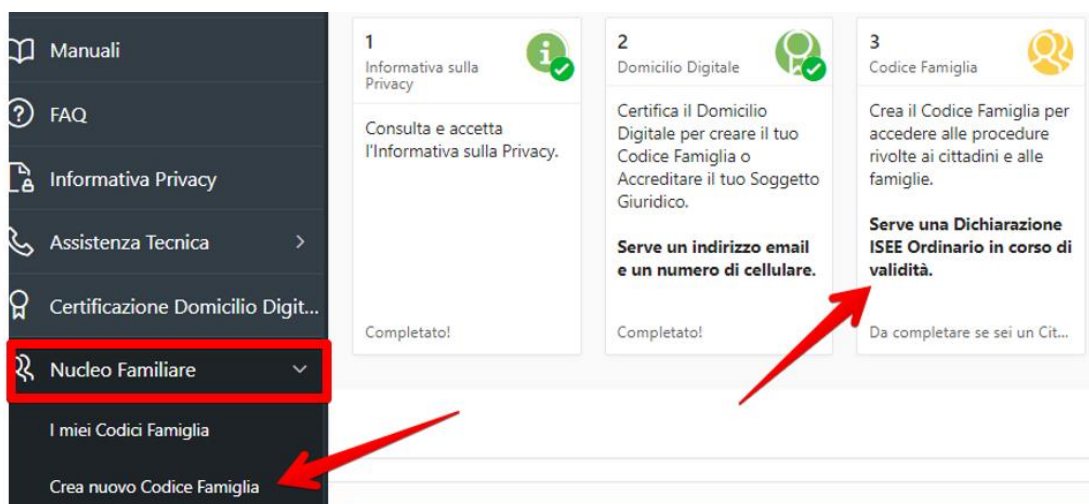 Manuali
FAQ
Informativa Privacy
Assistenza Tecnica
Certificazione Domicilio Digit...
Nucleo Familiare
I miei Codici Famiglia
Crea nuovo Codice Famiglia
1
Informativa sulla
Privacy
Consulta e accetta
l'Informativa sulla Privacy.
Completato!
2
Domicilio Digitale
Certifica il Domicilio
Digitale per creare il tuo
Codice Famiglia o
Accreditare il tuo Soggetto
Giuridico.
Serve un indirizzo email
e un numero di cellulare.
Completato!
3
Codice Famiglia
Crea il Codice Famiglia per
accedere alle procedure
rivolte ai cittadini e alle
famiglie.
Serve una Dichiarazione
ISEE Ordinario in corso di
validità.
Da completare se sei un Cit...